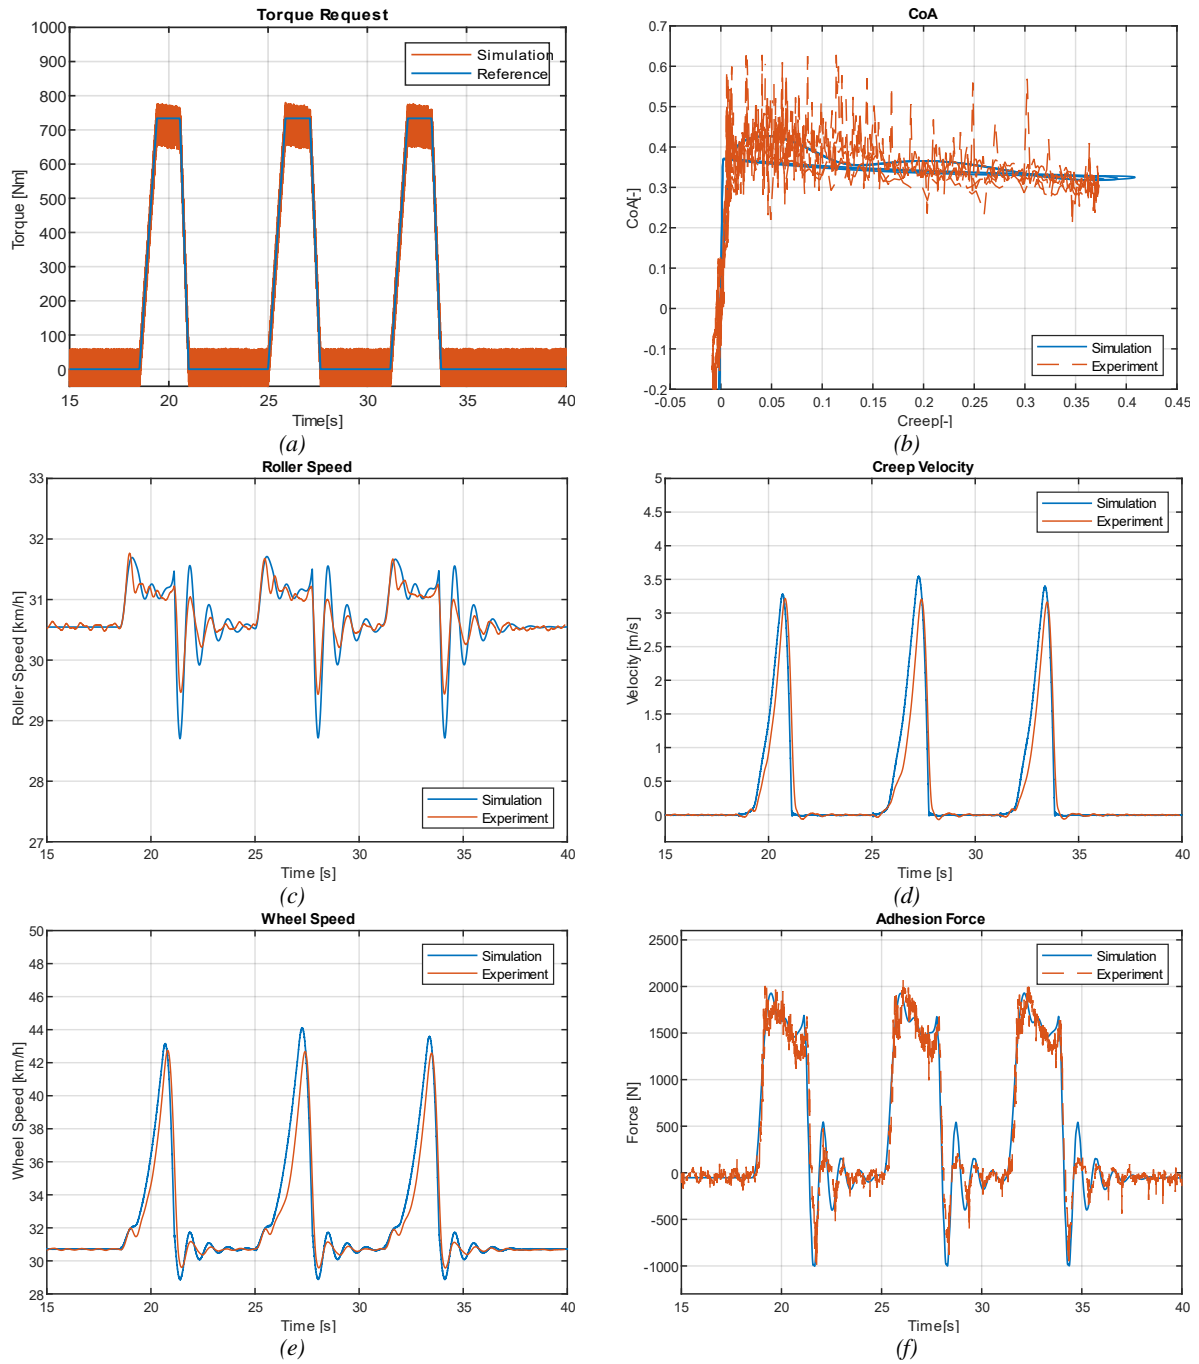 Torque Request
1000
900
800
700
600
500
400
300
200
100
0
Torque [Nm]
Simulation
Reference
15 20 25 30 35 40
Time[s]
(a)
CoA
0.7
0.6
0.5
0.4
0.3
0.2
0.1
0
-0.1
-0.2
CoA[-]
Simulation
Experiment
-0.05 0 0.05 0.1 0.15 0.2 0.25 0.3 0.35 0.4 0.45
Creep[-]
(b)
Roller Speed
33
32
31
30
29
28
27
Roller Speed [km/h]
Simulation
Experiment
15 20 25 30 35 40
Time [s]
(c)
Creep Velocity
5
4.5
4
3.5
3
2.5
2
1.5
1
0.5
0
Velocity [m/s]
Simulation
Experiment
15 20 25 30 35 40
Time [s]
(d)
Wheel Speed
50
48
46
44
42
40
38
36
34
32
30
28
Wheel Speed [km/h]
Simulation
Experiment
15 20 25 30 35 40
Time [s]
(e)
Adhesion Force
2500
2000
1500
1000
500
0
-500
-1000
Force [N]
Simulation
Experiment
15 20 25 30 35 40
Time[s]
(f)